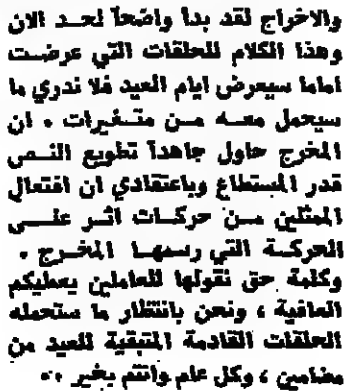 والاخراج لقد بدا واضحاً لحد الان
وهذا الكلام للحلقات التي عرضت
اماما سيعرض ايام العيد فلا ندري ما
سيحمل معه من متغيرات . ان
المخرج حاول جاهداً تطويع النص
قدر المستطاع وباعتقادي ان افتعال
الممثلين من حركات اثر على
الحركة التي رسمها المخرج .
وكلمة حق نقولها للعاملين يعطيكم
العافية ، ونحن بانتظار ما ستحمله
الحلقات القادمة المتبقية للعيد من
مضامين ، وكل عام وانتم بخير ..